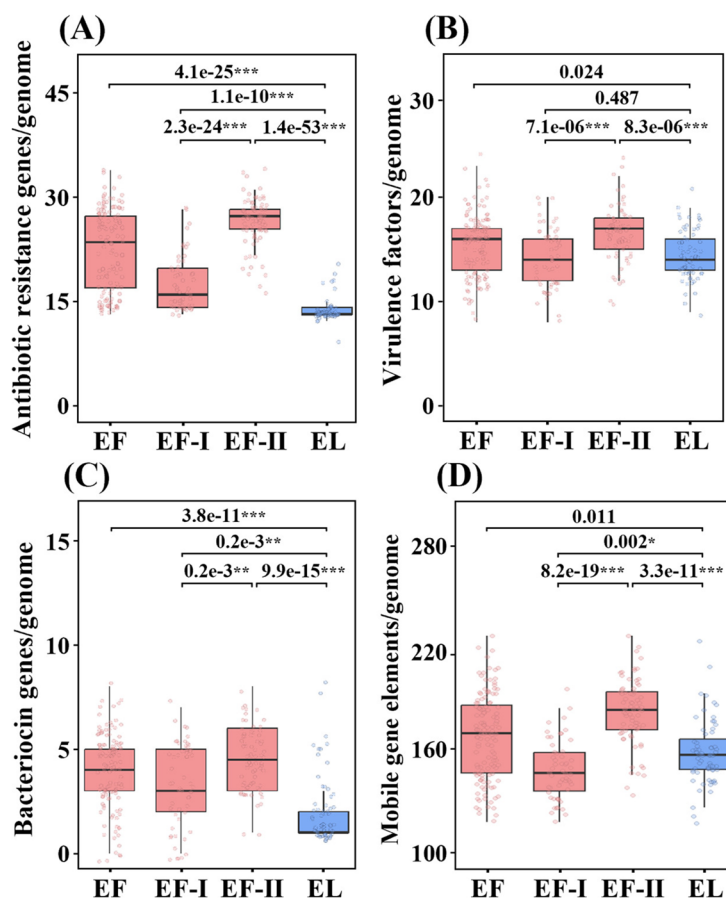 (A)
Antibiotic resistance genes/genome
45
30
15
0
4.1e-25***
1.1e-10***
2.3e-24*** 1.4e-53***
EF EF-I EF-II EL
(B)
Virulence factors/genome
30
20
10
0
0.024
0.487
7.1e-06*** 8.3e-06***
EF EF-I EF-II EL
(C)
Bacteriocin genes/genome
15
10
5
0
3.8e-11***
0.2e-3**
0.2e-3** 9.9e-15***
EF EF-I EF-II EL
(D)
Mobile gene elements/genome
280
220
160
100
0.011
0.002*
8.2e-19*** 3.3e-11***
EF EF-I EF-II EL